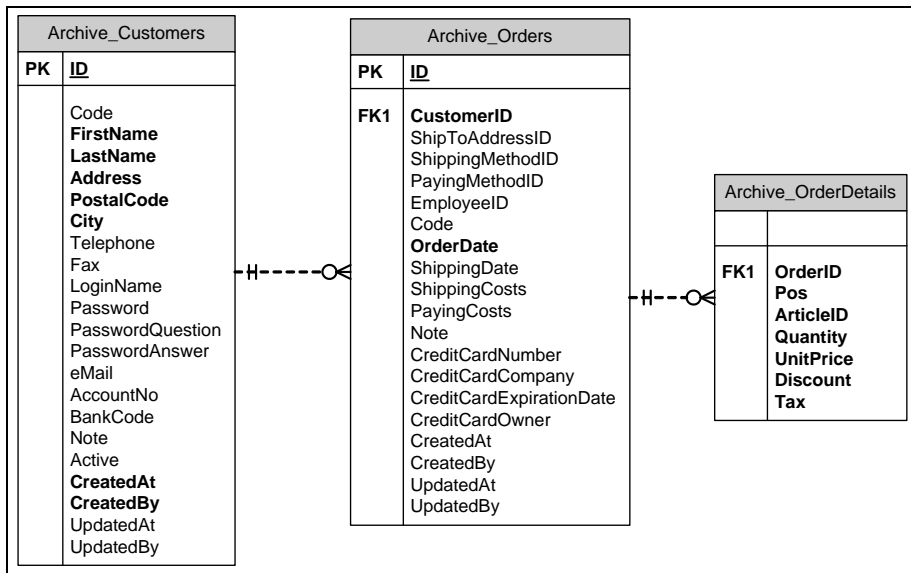 Archive_Customers
PK ID
Code
FirstName
LastName
Address
PostalCode
City
Telephone
Fax
LoginName
Password
PasswordQuestion
PasswordAnswer
eMail
AccountNo
BankCode
Note
Active
CreatedAt
CreatedBy
UpdatedAt
UpdatedBy
Archive_Orders
PK ID
FK1 CustomerID
ShipToAddressID
ShippingMethodID
PayingMethodID
EmployeeID
Code
OrderDate
ShippingDate
ShippingCosts
PayingCosts
Note
CreditCardNumber
CreditCardCompany
CreditCardExpirationDate
CreditCardOwner
CreatedAt
CreatedBy
UpdatedAt
UpdatedBy
Archive_OrderDetails
FK1 OrderID
Pos
ArticleID
Quantity
UnitPrice
Discount
Tax